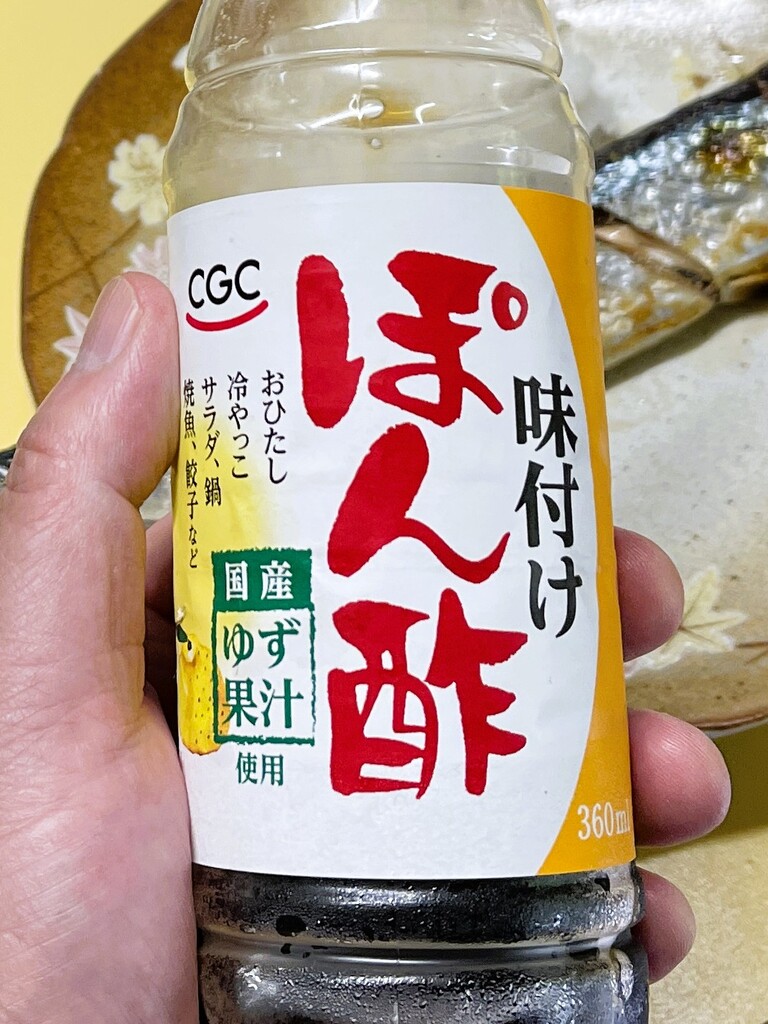 CGC
味付け
ぽん酢
おひたし
冷やっこ
サラダ、鍋
焼魚、餃子など
国産
ゆず
果汁
使用
360ml